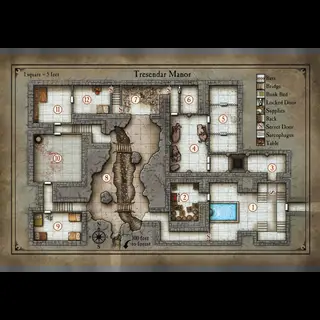 1 square = 5 feet
Tresendar Manor
Bars
Bridge
Bunk Bed
Locked Door
Supplies
Rack
Secret Door
Sarcophagus
Table
11
12
7
6
5
4
10
8
3
2
1
9
N